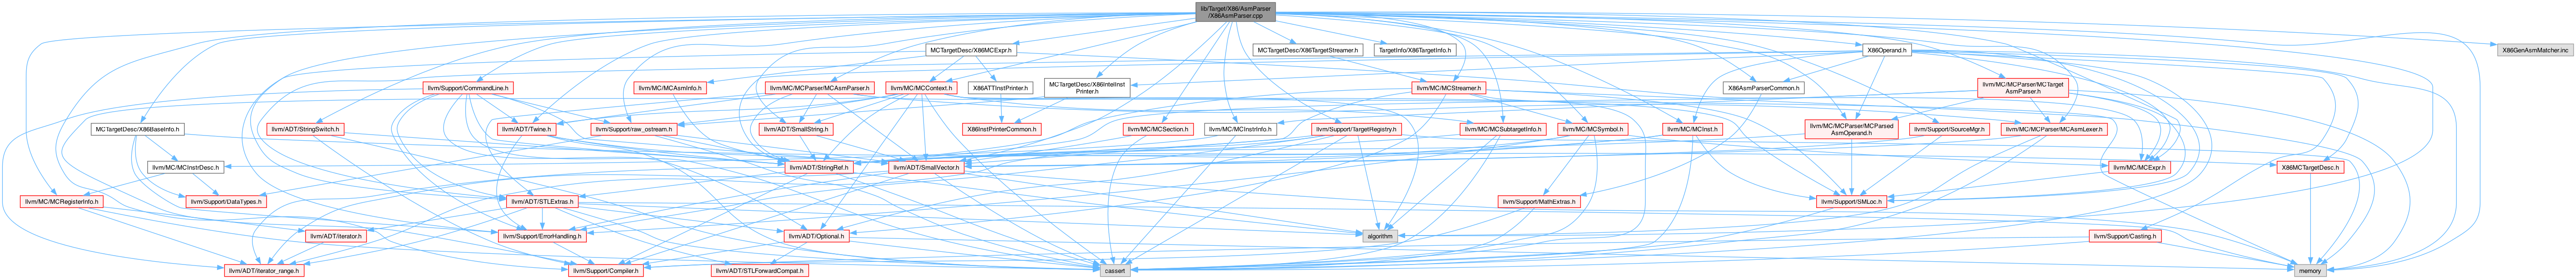 lib/Target/X86/AsmParser
/X86AsmParser.cpp
MCTargetDesc/X86MCExpr.h
MCTargetDesc/X86TargetStreamer.h
TargetInfo/X86TargetInfo.h
X86Operand.h
X86GenAsmMatcher.inc
llvm/Support/CommandLine.h
llvm/MC/MCAsmInfo.h
llvm/MC/MCParser/MCAsmParser.h
llvm/MC/MCContext.h
X86ATTInstPrinter.h
MCTargetDesc/X86IntelInst
Printer.h
llvm/MC/MCStreamer.h
X86AsmParserCommon.h
llvm/MC/MCParser/MCTarget
AsmParser.h
MCTargetDesc/X86BaseInfo.h
llvm/ADT/StringSwitch.h
llvm/ADT/Twine.h
llvm/Support/raw_ostream.h
llvm/ADT/SmallString.h
X86InstPrinterCommon.h
llvm/MC/MCSection.h
llvm/MC/MCInstrInfo.h
llvm/Support/TargetRegistry.h
llvm/MC/MCSubtargetInfo.h
llvm/MC/MCSymbol.h
llvm/MC/MCInst.h
llvm/MC/MCParser/MCParsed
AsmOperand.h
llvm/Support/SourceMgr.h
llvm/MC/MCParser/MCAsmLexer.h
llvm/MC/MCInstrDesc.h
llvm/ADT/StringRef.h
llvm/ADT/SmallVector.h
llvm/MC/MCExpr.h
X86MCTargetDesc.h
llvm/MC/MCRegisterInfo.h
llvm/Support/DataTypes.h
llvm/ADT/STLExtras.h
llvm/Support/MathExtras.h
llvm/Support/SMLoc.h
llvm/ADT/iterator.h
llvm/Support/ErrorHandling.h
llvm/ADT/Optional.h
algorithm
llvm/Support/Casting.h
llvm/ADT/iterator_range.h
llvm/Support/Compiler.h
llvm/ADT/STLForwardCompat.h
cassert
memory